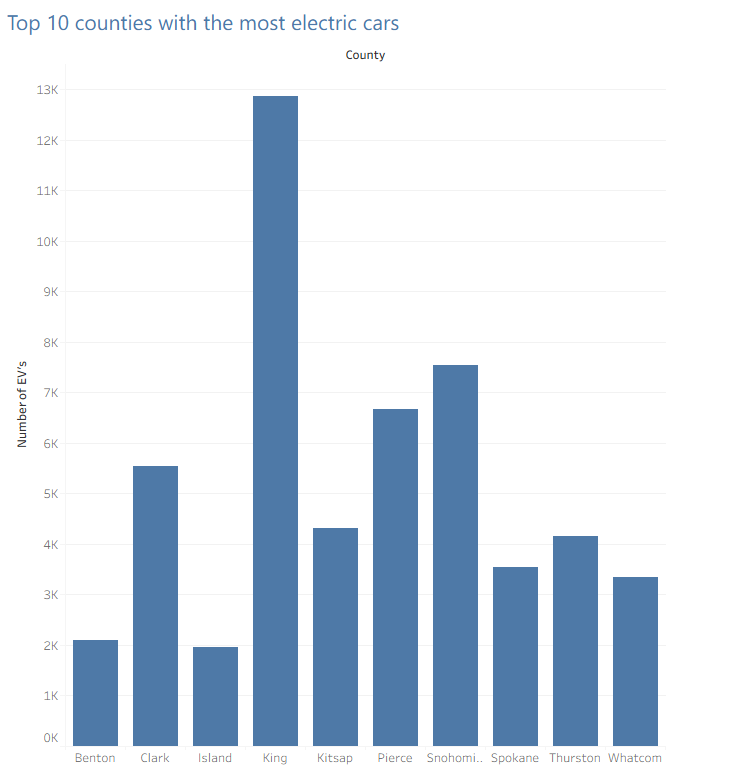 Top 10 counties with the most electric cars
County
13K
12K
11K
10K
9K
8K
7K
6K
5K
4K
3K
2K
1K
0K
Number of EV's
Benton Clark Island King Kitsap Pierce Snohomi.. Spokane Thurston Whatcom